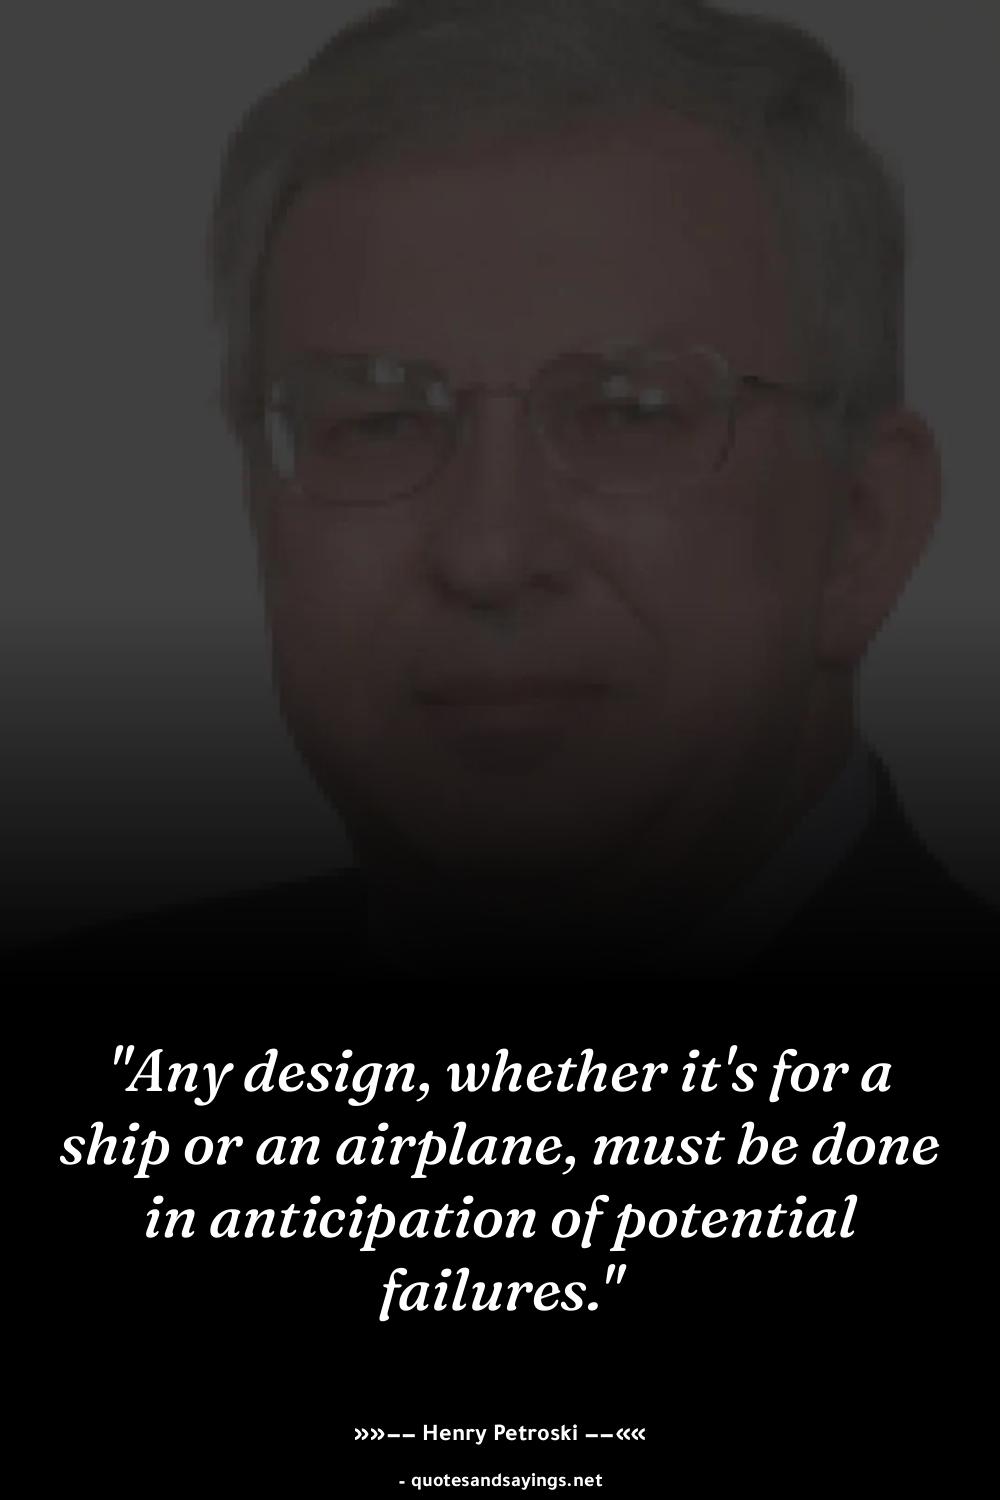 "Any design, whether it's for a
ship or an airplane, must be done
in anticipation of potential
failures."
»»−− Henry Petroski −−««
- quotesandsayings.net